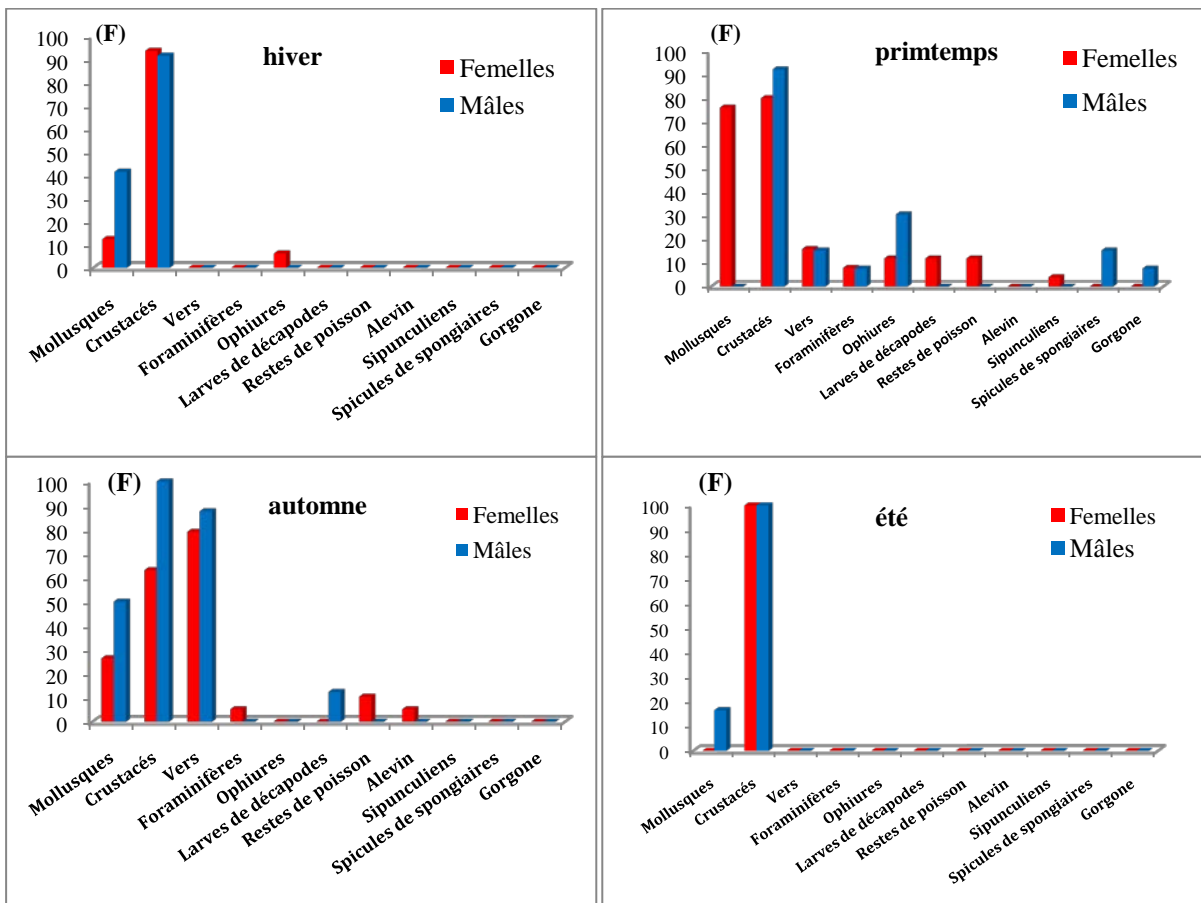 (F)
hiver
Femelles
Mâles
100
90
80
70
60
50
40
30
20
10
0
Mollusques
Crustacés
Vers
Foraminifères
Ophiures
Larves de décapodes
Restes de poisson
Alevin
Sipunculiens
Spicules de spongiaires
Gorgone
(F)
primtemps
Femelles
Mâles
100
90
80
70
60
50
40
30
20
10
0
Mollusques
Crustacés
Vers
Foraminifères
Ophiures
Larves de décapodes
Restes de poisson
Alevin
Sipunculiens
Spicules de spongiaires
Gorgone
(F)
automne
Femelles
Mâles
100
90
80
70
60
50
40
30
20
10
0
Mollusques
Crustacés
Vers
Foraminifères
Ophiures
Larves de décapodes
Restes de poisson
Alevin
Sipunculiens
Spicules de spongiaires
Gorgone
(F)
été
Femelles
Mâles
100
90
80
70
60
50
40
30
20
10
0
Mollusques
Crustacés
Vers
Foraminifères
Ophiures
Larves de décapodes
Restes de poisson
Alevin
Sipunculiens
Spicules de spongiaires
Gorgone